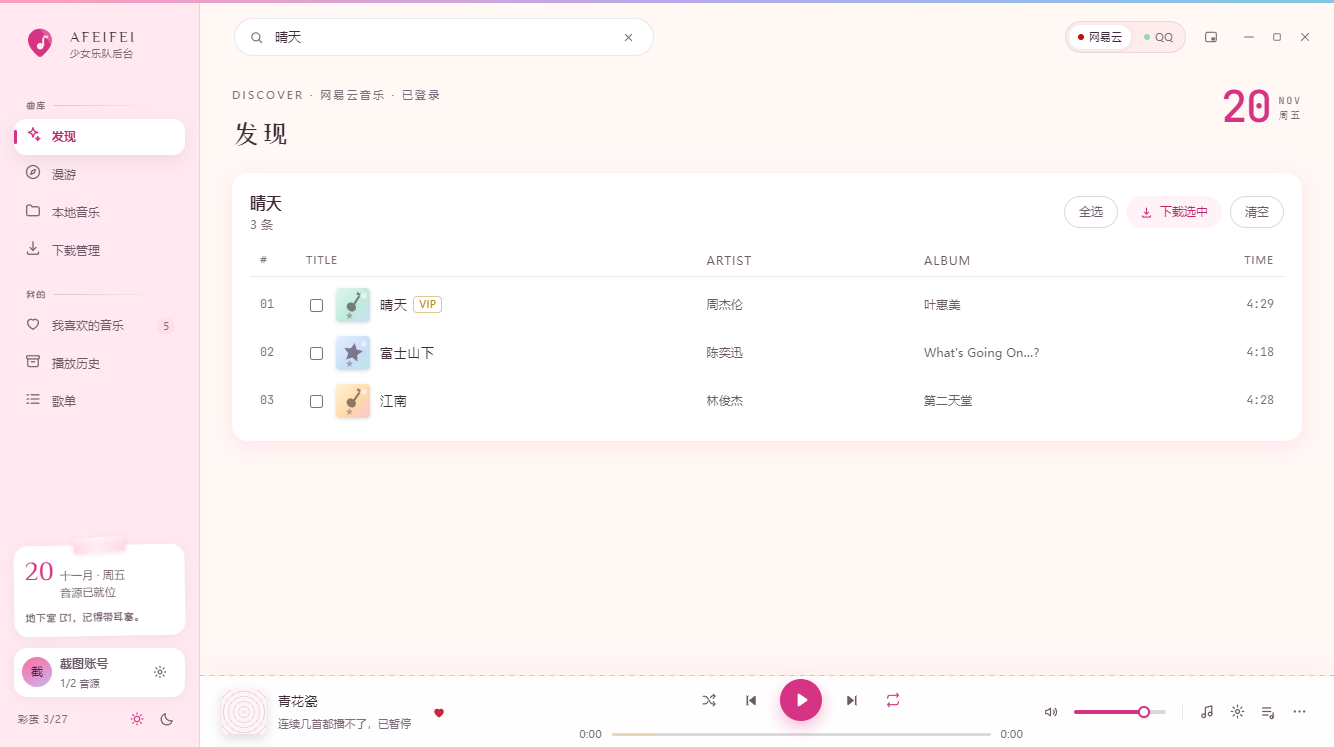 AFEIFEI
少女乐队后台
曲库
发现
漫游
本地音乐
下载管理
我的
我喜欢的音乐 5
播放历史
歌单
20 十一月 · 周五
音源已就位
地下室 B1，记得带耳塞。
截 截图账号
1/2 音源
彩蛋 3/27
晴天
网易云 QQ
DISCOVER · 网易云音乐 · 已登录
发现
20 NOV
周五
晴天
3 条
全选 下载选中 清空
# TITLE ARTIST ALBUM TIME
01 晴天 VIP 周杰伦 叶惠美 4:29
02 富士山下 陈奕迅 What's Going On...? 4:18
03 江南 林俊杰 第二天堂 4:28
青花瓷
连续几首都播不了，已暂停
0:00 0:00